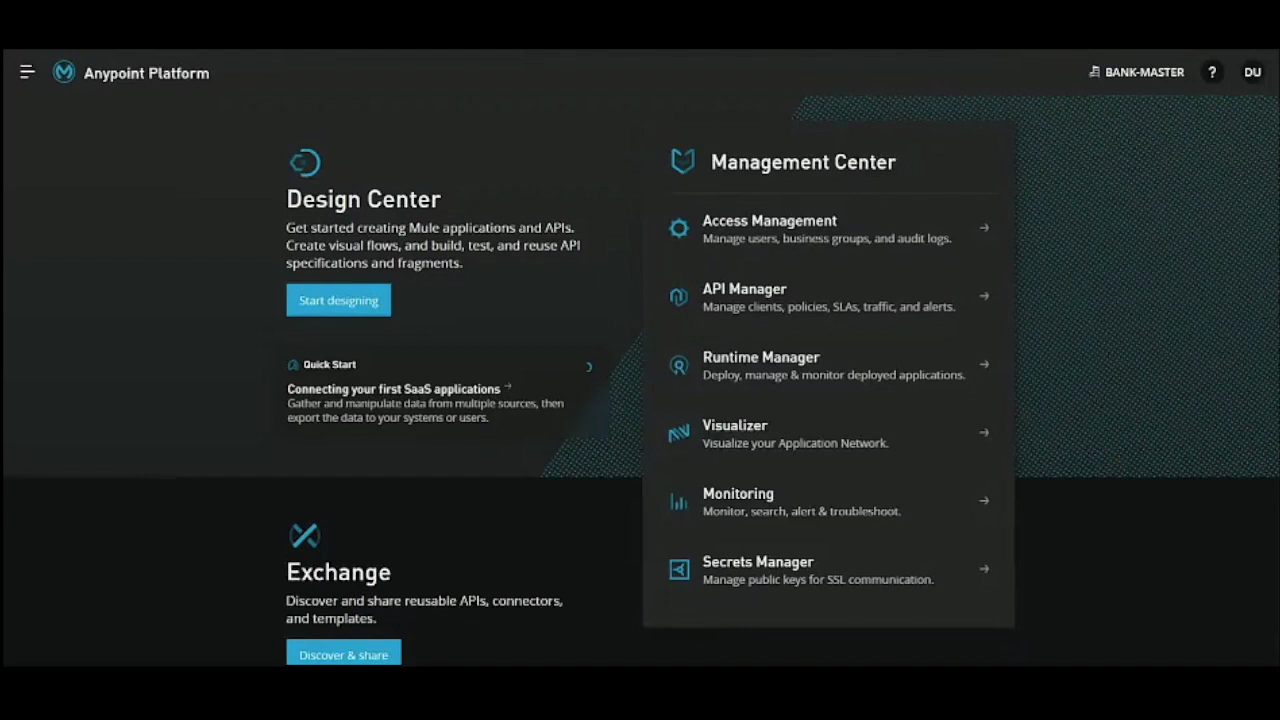 Anypoint Platform
BANK-MASTER
?
DU
Design Center
Get started creating Mule applications and APIs.
Create visual flows, and build, test, and reuse API
specifications and fragments.
Start designing
Quick Start
Connecting your first SaaS applications →
Gather and manipulate data from multiple sources, then
export the data to your systems or users.
Exchange
Discover and share reusable APIs, connectors,
and templates.
Discover & share
Management Center
Access Management
Manage users, business groups, and audit logs.
API Manager
Manage clients, policies, SLAs, traffic, and alerts.
Runtime Manager
Deploy, manage & monitor deployed applications.
Visualizer
Visualize your Application Network.
Monitoring
Monitor, search, alert & troubleshoot.
Secrets Manager
Manage public keys for SSL communication.